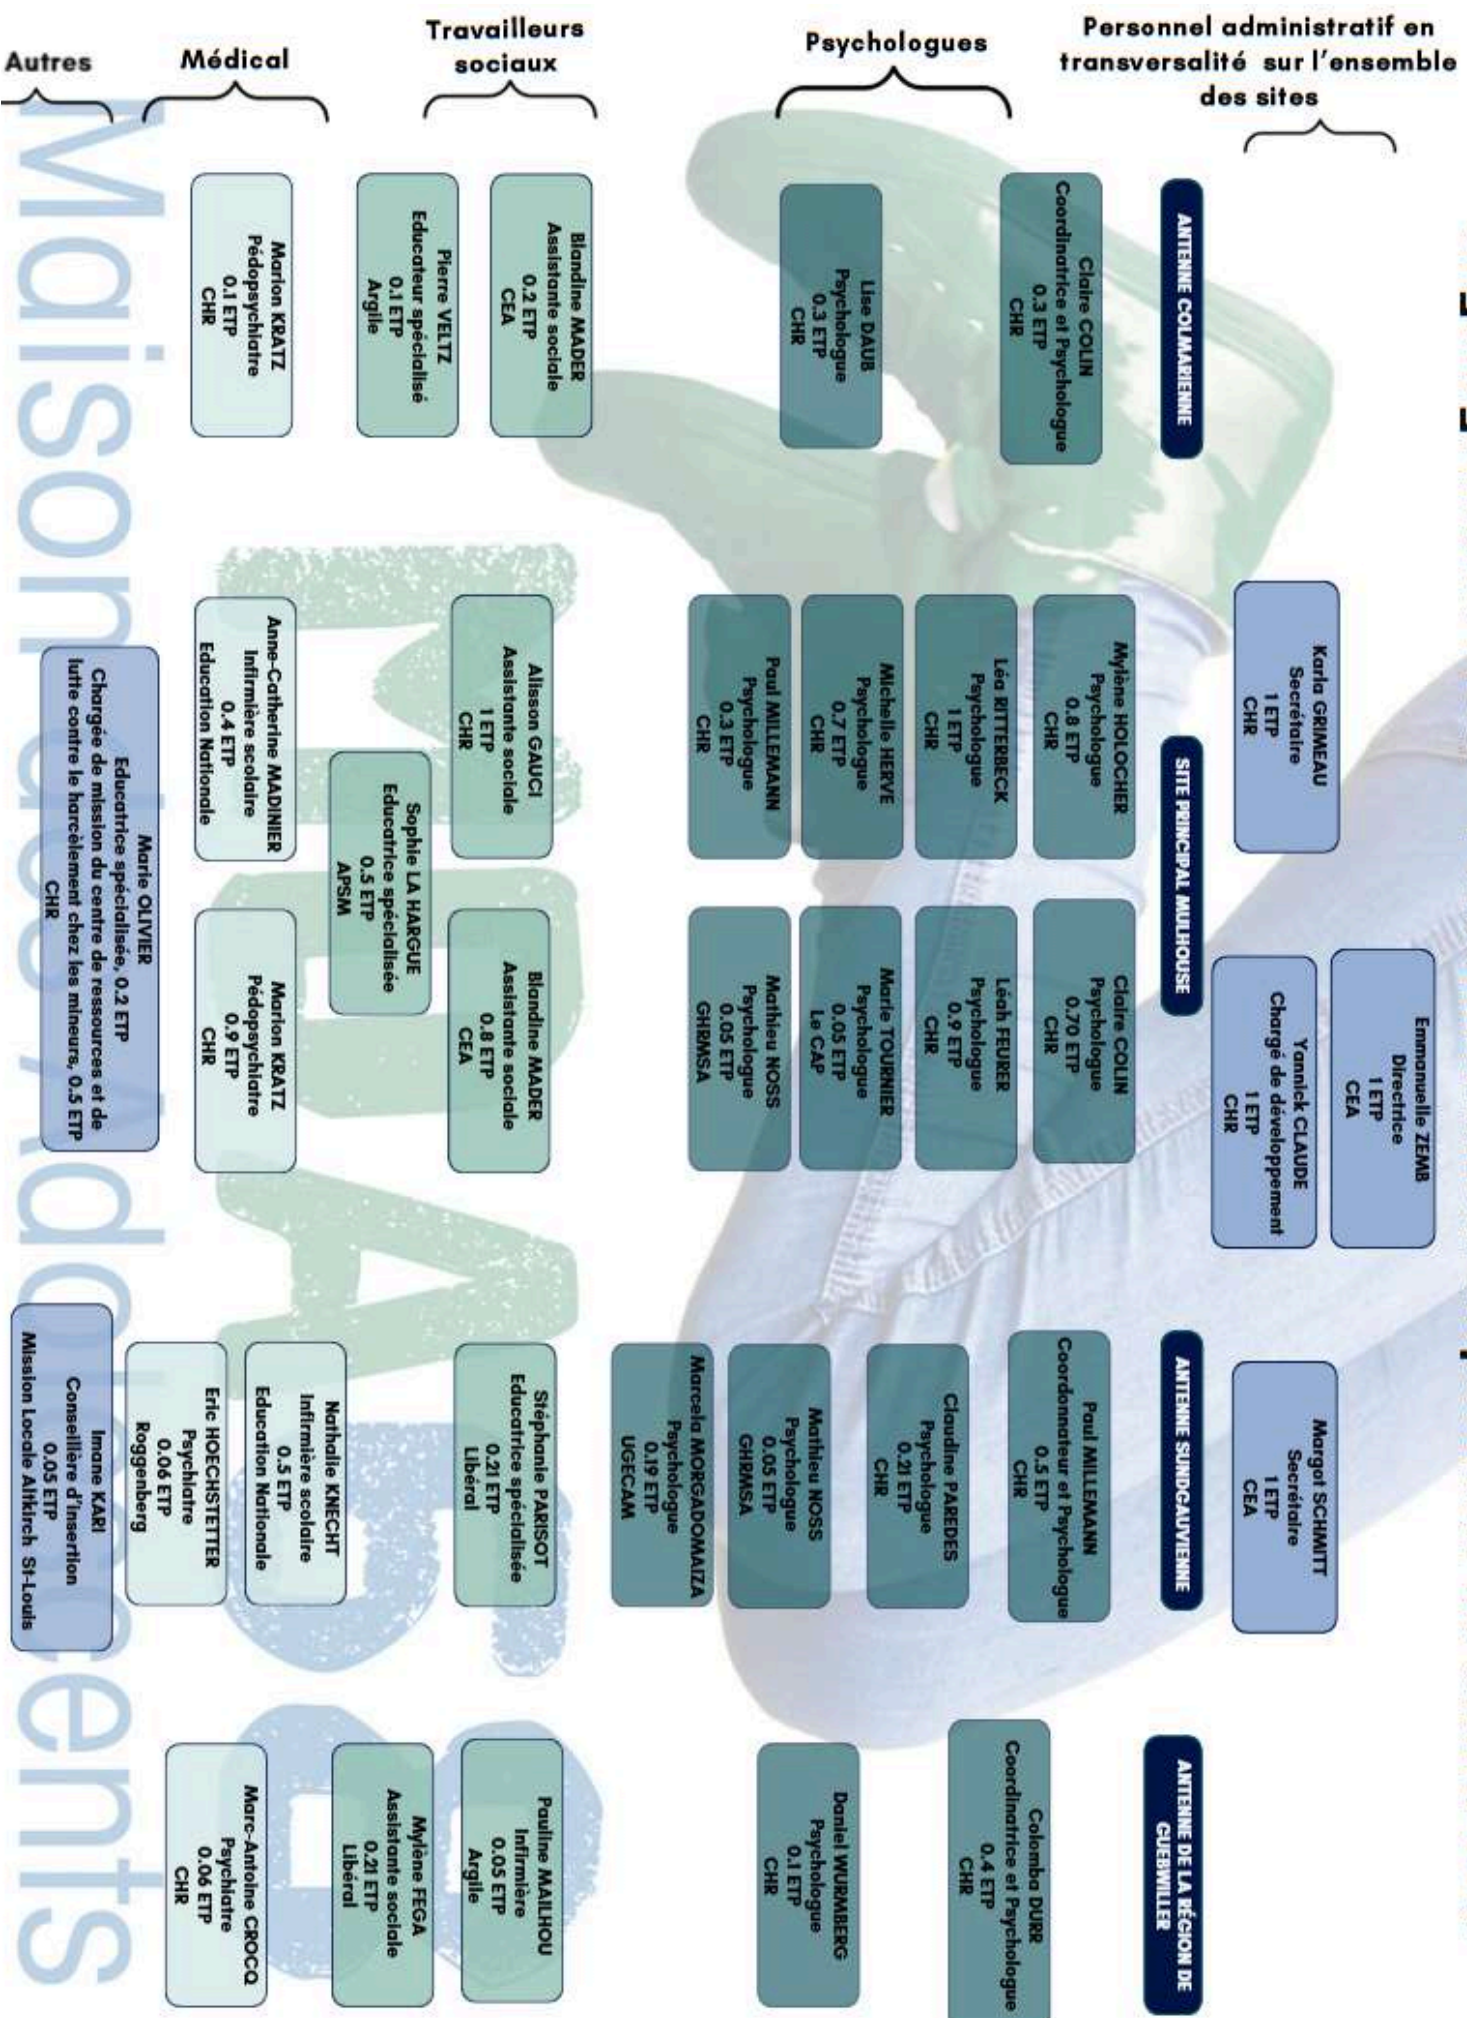 Personnel administratif en
transversalité sur l'ensemble
des sites
Emmanuelle ZEMB
Directrice
1 ETP
CEA
Karla GRIMEAU
Secrétaire
1 ETP
CHR
Yannick CLAUDE
Chargé de développement
1 ETP
CHR
Margot SCHMITT
Secrétaire
1 ETP
CEA
ANTENNE COLMARIENNE
SITE PRINCIPAL MULHOUSE
ANTENNE SUNDGAUVIENNE
ANTENNE DE LA RÉGION DE
GUEBWILLER
Psychologues
Claire COLIN
Coordinatrice et Psychologue
0.3 ETP
CHR
Lise DAUB
Psychologue
0.3 ETP
CHR
Mylène HOLOCHER
Psychologue
0.8 ETP
CHR
Claire COLIN
Psychologue
0.70 ETP
CHR
Léa RITTERBECK
Psychologue
1 ETP
CHR
Léah FEURER
Psychologue
0.9 ETP
CHR
Michelle HERVE
Psychologue
0.7 ETP
CHR
Marie TOURNIER
Psychologue
0.05 ETP
Le CAP
Paul MILLEMANN
Psychologue
0.3 ETP
CHR
Mathieu NOSS
Psychologue
0.05 ETP
GHRMSA
Paul MILLEMANN
Coordonnateur et Psychologue
0.5 ETP
CHR
Claudine PAREDES
Psychologue
0.21 ETP
CHR
Mathieu NOSS
Psychologue
0.05 ETP
GHRMSA
Marcela MORGADOMAIZA
Psychologue
0.19 ETP
UGECAM
Colomba DURR
Coordinatrice et Psychologue
0.4 ETP
CHR
Daniel WURMBERG
Psychologue
0.1 ETP
CHR
Travailleurs
sociaux
Blandine MADER
Assistante sociale
0.2 ETP
CEA
Pierre VELTZ
Educateur spécialisé
0.1 ETP
Argile
Alisson GAUCI
Assistante sociale
1 ETP
CHR
Blandine MADER
Assistante sociale
0.8 ETP
CEA
Sophie LA HARGUE
Educatrice spécialisée
0.5 ETP
APSM
Stéphanie PARISOT
Educatrice spécialisée
0.21 ETP
Libéral
Pauline MAILHOU
Infirmière
0.05 ETP
Argile
Mylène FEGA
Assistante sociale
0.21 ETP
Libéral
Médical
Marion KRATZ
Pédopsychiatre
0.1 ETP
CHR
Anne-Catherine MADINIER
Infirmière scolaire
0.4 ETP
Education Nationale
Marion KRATZ
Pédopsychiatre
0.9 ETP
CHR
Nathalie KNECHT
Infirmière scolaire
0.5 ETP
Education Nationale
Eric HOECHSTETTER
Psychiatre
0.06 ETP
Roggenberg
Marc-Antoine CROCQ
Psychiatre
0.06 ETP
CHR
Autres
Marie OLIVIER
Educatrice spécialisée, 0.2 ETP
Chargée de mission du centre de ressources et de
lutte contre le harcèlement chez les mineurs, 0.5 ETP
CHR
Imane KARI
Conseillère d'insertion
0.05 ETP
Mission Locale Altkirch St-Louis
Maison des Adolescents